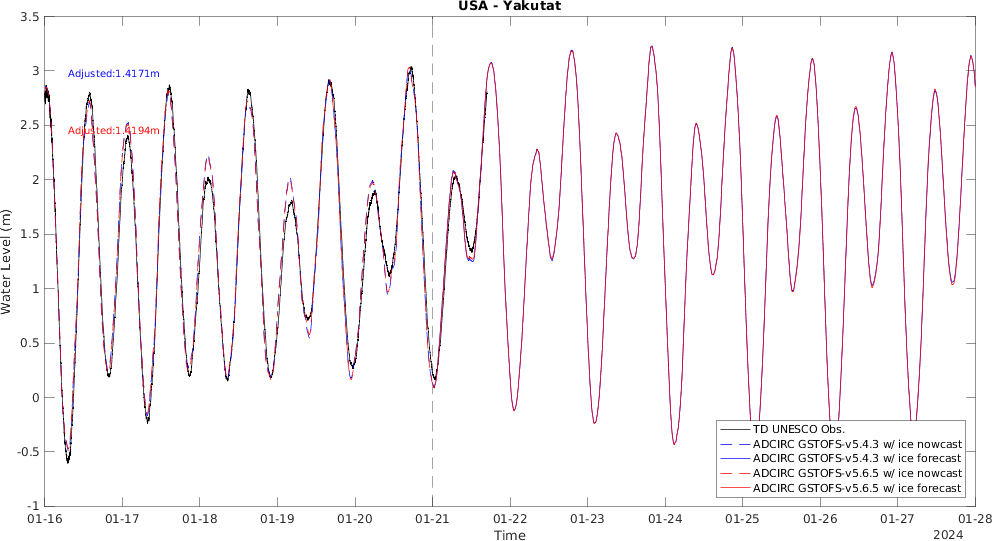 USA - Yakutat
3.5
3
2.5
2
1.5
1
0.5
0
-0.5
-1
Water Level (m)
Adjusted:1.4171m
Adjusted:1.4194m
TD UNESCO Obs.
ADCIRC GSTOFS-v5.4.3 w/ ice nowcast
ADCIRC GSTOFS-v5.4.3 w/ ice forecast
ADCIRC GSTOFS-v5.6.5 w/ ice nowcast
ADCIRC GSTOFS-v5.6.5 w/ ice forecast
01-16 01-17 01-18 01-19 01-20 01-21 01-22 01-23 01-24 01-25 01-26 01-27 01-28
Time
2024